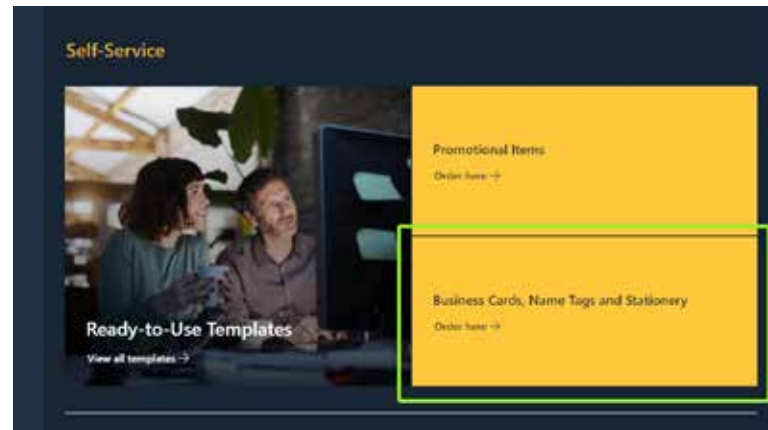 Self-Service
Ready-to-Use Templates
View all templates →
Promotional Items
Order here →
Business Cards, Name Tags and Stationery
Order here →